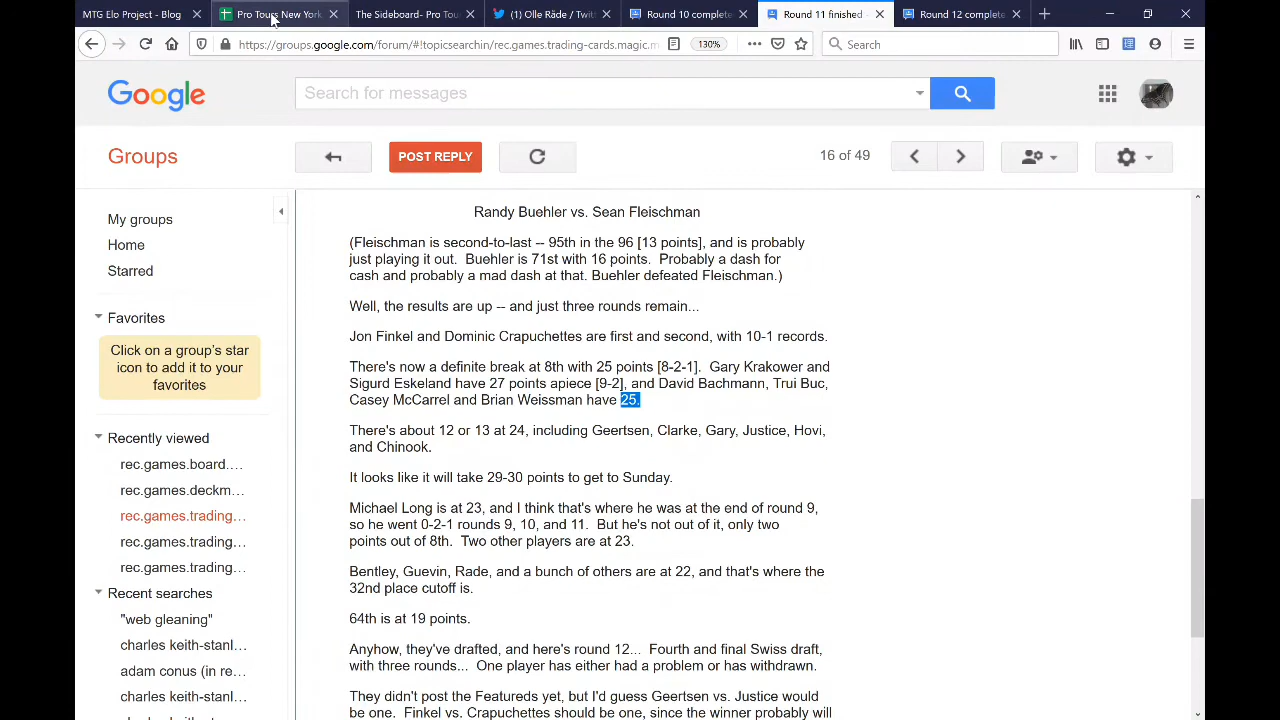 MTG Elo Project - Blog
Pro Tours New York
The Sideboard- Pro Tou
(1) Olle Råde / Twit
Round 10 complete
Round 11 finished
Round 12 complete
https://groups.google.com/forum/#!topicsearchin/rec.games.trading-cards.magic.m
130%
Search
Google
Search for messages
Groups
POST REPLY
16 of 49
My groups
Home
Starred
Favorites
Click on a group's star
icon to add it to your
favorites
Recently viewed
rec.games.board....
rec.games.deckm...
rec.games.trading...
rec.games.trading...
rec.games.trading...
Recent searches
"web gleaning"
charles keith-stanl...
adam conus (in re...
charles keith-stanl...
Randy Buehler vs. Sean Fleischman
(Fleischman is second-to-last -- 95th in the 96 [13 points], and is probably
just playing it out.  Buehler is 71st with 16 points.  Probably a dash for
cash and probably a mad dash at that. Buehler defeated Fleischman.)
Well, the results are up -- and just three rounds remain...
Jon Finkel and Dominic Crapuchettes are first and second, with 10-1 records.
There's now a definite break at 8th with 25 points [8-2-1].  Gary Krakower and
Sigurd Eskeland have 27 points apiece [9-2], and David Bachmann, Trui Buc,
Casey McCarrel and Brian Weissman have 25.
There's about 12 or 13 at 24, including Geertsen, Clarke, Gary, Justice, Hovi,
and Chinook.
It looks like it will take 29-30 points to get to Sunday.
Michael Long is at 23, and I think that's where he was at the end of round 9,
so he went 0-2-1 rounds 9, 10, and 11.  But he's not out of it, only two
points out of 8th.  Two other players are at 23.
Bentley, Guevin, Rade, and a bunch of others are at 22, and that's where the
32nd place cutoff is.
64th is at 19 points.
Anyhow, they've drafted, and here's round 12...  Fourth and final Swiss draft,
with three rounds...  One player has either had a problem or has withdrawn.
They didn't post the Featureds yet, but I'd guess Geertsen vs. Justice would
be one.  Finkel vs. Crapuchettes should be one, since the winner probably will